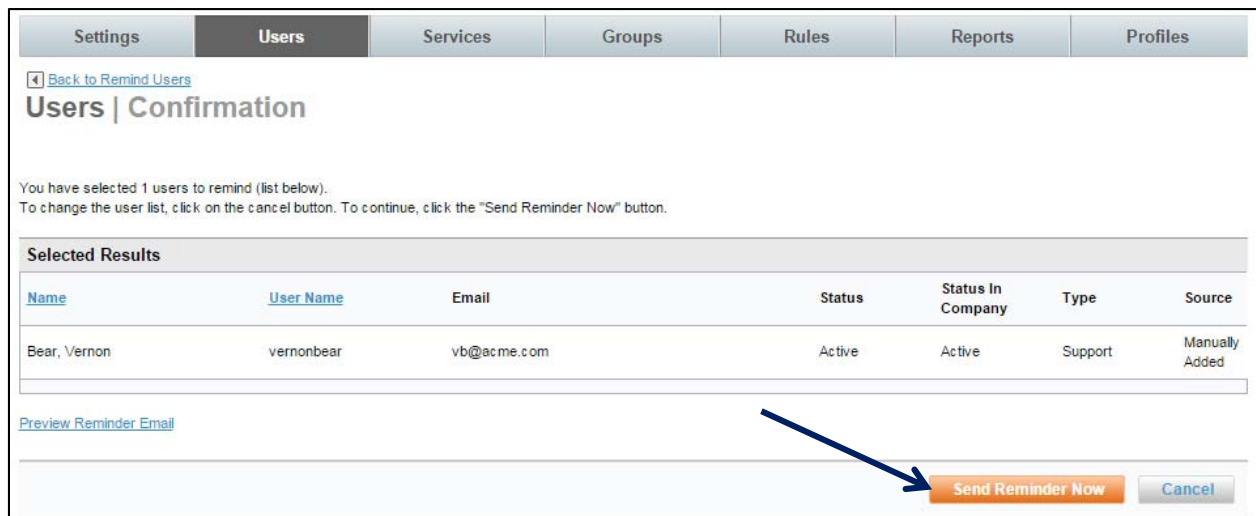 Settings Users Services Groups Rules Reports Profiles
Back to Remind Users
Users | Confirmation
You have selected 1 users to remind (list below).
To change the user list, click on the cancel button. To continue, click the "Send Reminder Now" button.
Selected Results
Name User Name Email Status Status In Company Type Source
Bear, Vernon vernonbear vb@acme.com Active Active Support Manually Added
Preview Reminder Email
Send Reminder Now Cancel